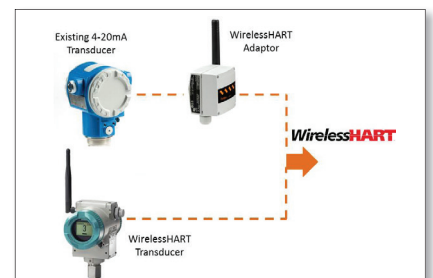 Existing 4-20mA
Transducer
WirelessHART
Adaptor
WirelessHART
WirelessHART
Transducer